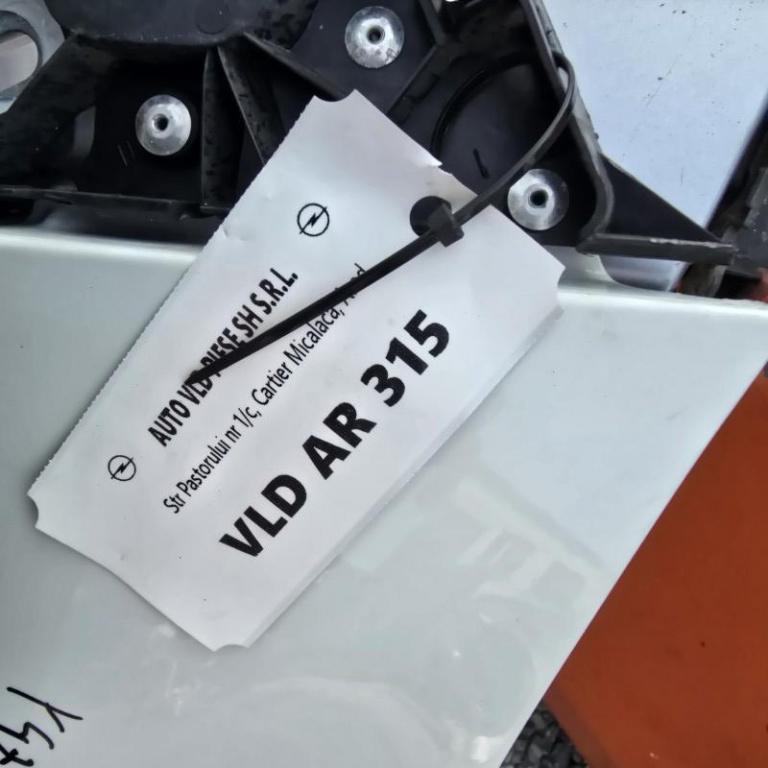 AUTO VLD PIESE SH S.R.L.
Str Pastorului nr 1/c, Cartier Micalaca,
VLD AR 315